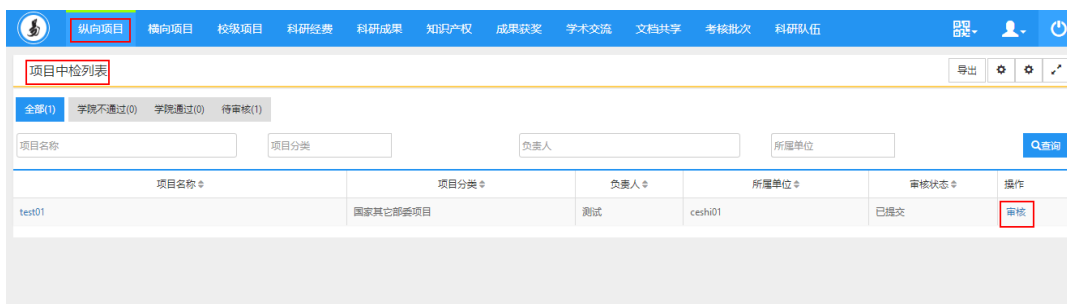 纵向项目 横向项目 校级项目 科研经费 科研成果 知识产权 成果获奖 学术交流 文档共享 考核批次 科研队伍
项目中检列表 导出
全部(1) 学院不通过(0) 学院通过(0) 待审核(1)
项目名称 项目分类 负责人 所属单位 查询
项目名称 项目分类 负责人 所属单位 审核状态 操作
test01 国家其它部委项目 测试 ceshi01 已提交 审核